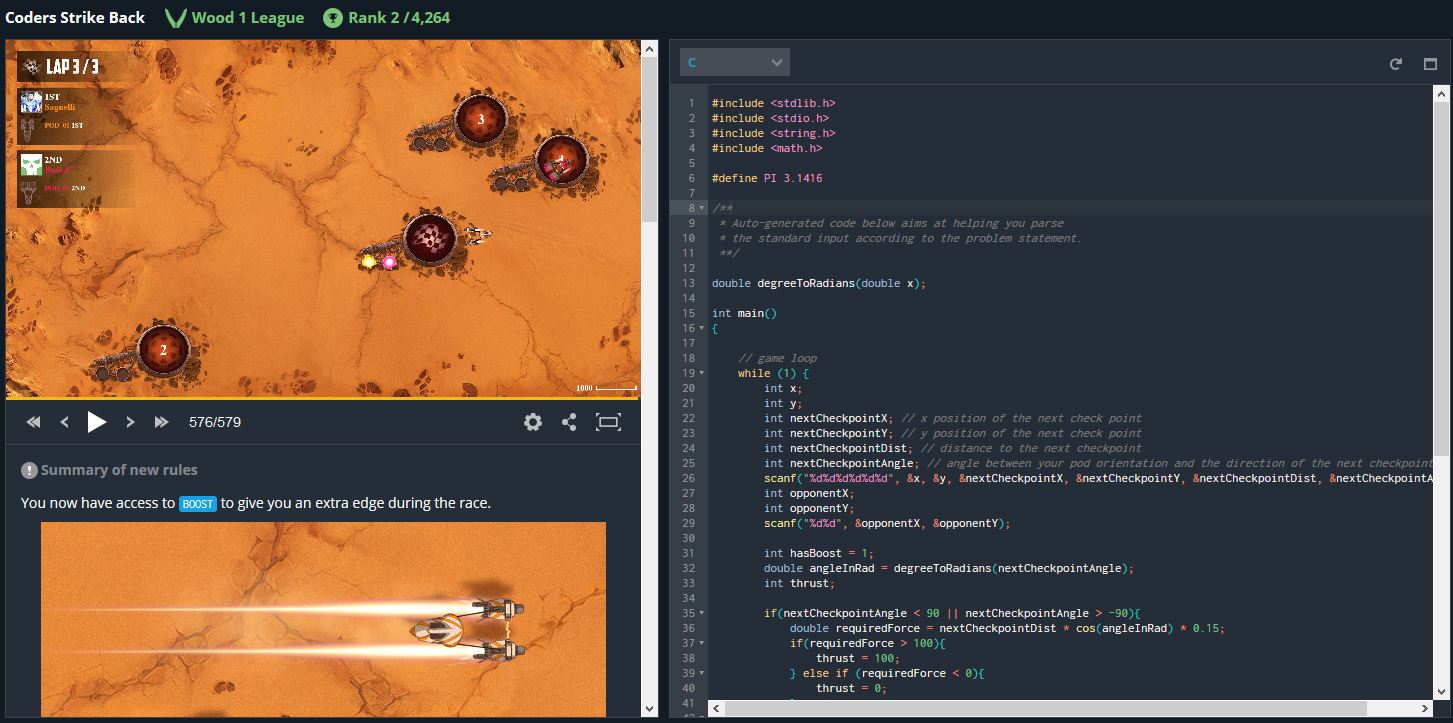 Coders Strike Back
Wood 1 League
Rank 2 / 4,264
LAP 3 / 3
1ST
Sagnelli
POD 01 1ST
2ND
2ND
3
2
1000
576/579
Summary of new rules
You now have access to BOOST to give you an extra edge during the race.
C
1 #include <stdlib.h>
2 #include <stdio.h>
3 #include <string.h>
4 #include <math.h>
5
6 #define PI 3.1416
7
8 /**
9 * Auto-generated code below aims at helping you parse
10 * the standard input according to the problem statement.
11 **/
12
13 double degreeToRadians(double x);
14
15 int main()
16 {
17
18 // game loop
19 while (1) {
20 int x;
21 int y;
22 int nextCheckpointX; // x position of the next check point
23 int nextCheckpointY; // y position of the next check point
24 int nextCheckpointDist; // distance to the next checkpoint
25 int nextCheckpointAngle; // angle between your pod orientation and the direction of the next checkpoint
26 scanf("%d%d%d%d%d%d", &x, &y, &nextCheckpointX, &nextCheckpointY, &nextCheckpointDist, &nextCheckpointA
27 int opponentX;
28 int opponentY;
29 scanf("%d%d", &opponentX, &opponentY);
30
31 int hasBoost = 1;
32 double angleInRad = degreeToRadians(nextCheckpointAngle);
33 int thrust;
34
35 if(nextCheckpointAngle < 90 || nextCheckpointAngle > -90){
36 double requiredForce = nextCheckpointDist * cos(angleInRad) * 0.15;
37 if(requiredForce > 100){
38 thrust = 100;
39 } else if (requiredForce < 0){
40 thrust = 0;
41